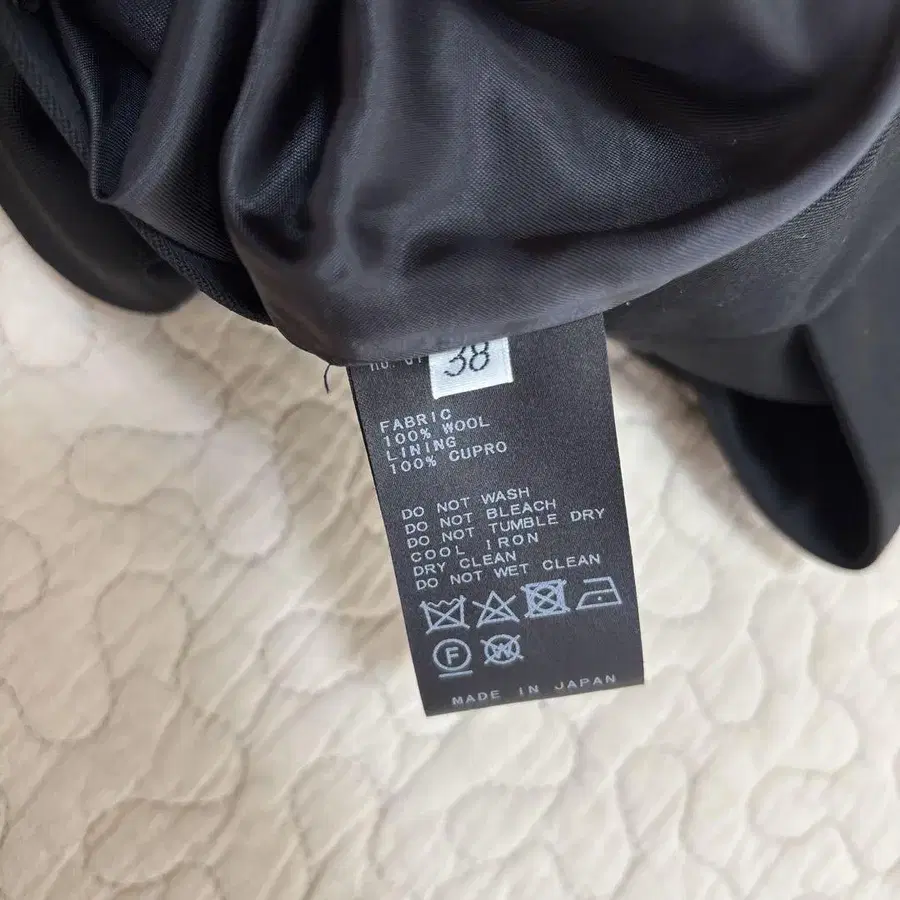 38
FABRIC
100% WOOL
LINING
100% CUPRO
DO NOT WASH
DO NOT BLEACH
DO NOT TUMBLE DRY
COOL IRON
DRY CLEAN
DO NOT WET CLEAN
F W
MADE IN JAPAN